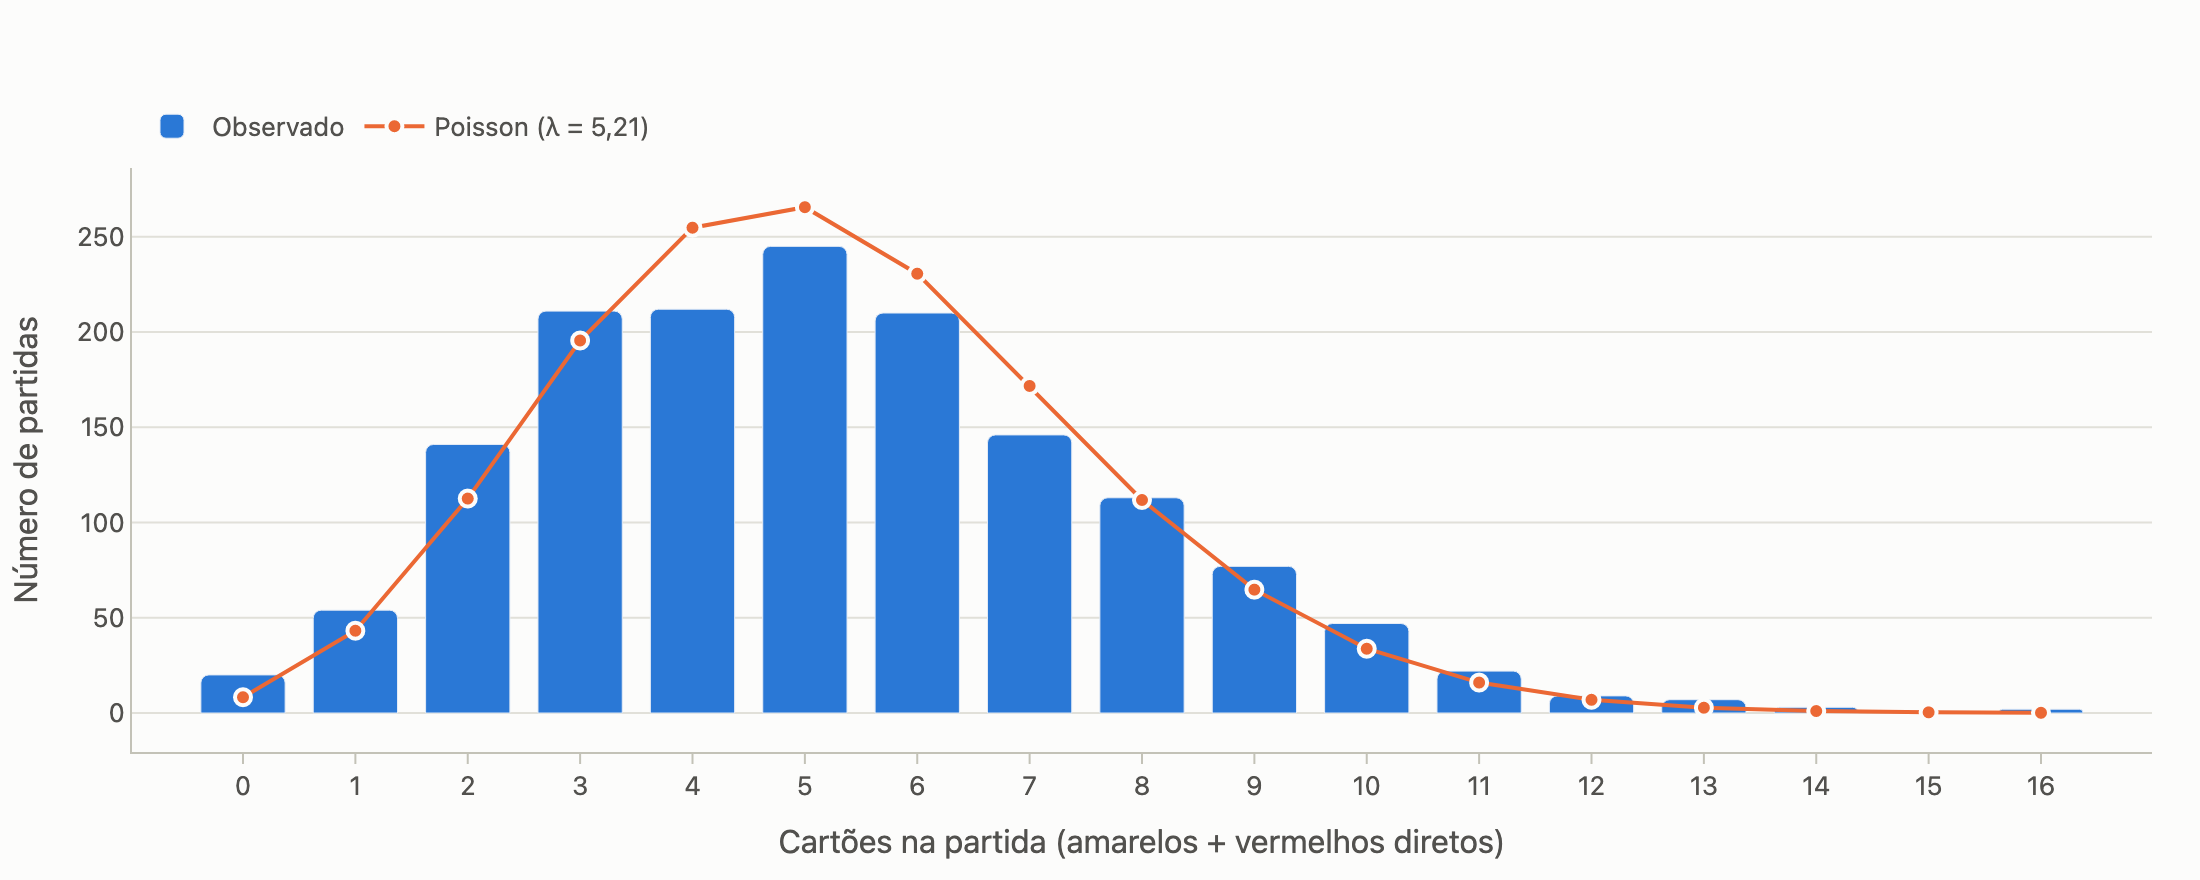 Observado Poisson (λ = 5,21)
Número de partidas
250
200
150
100
50
0
0 1 2 3 4 5 6 7 8 9 10 11 12 13 14 15 16
Cartões na partida (amarelos + vermelhos diretos)